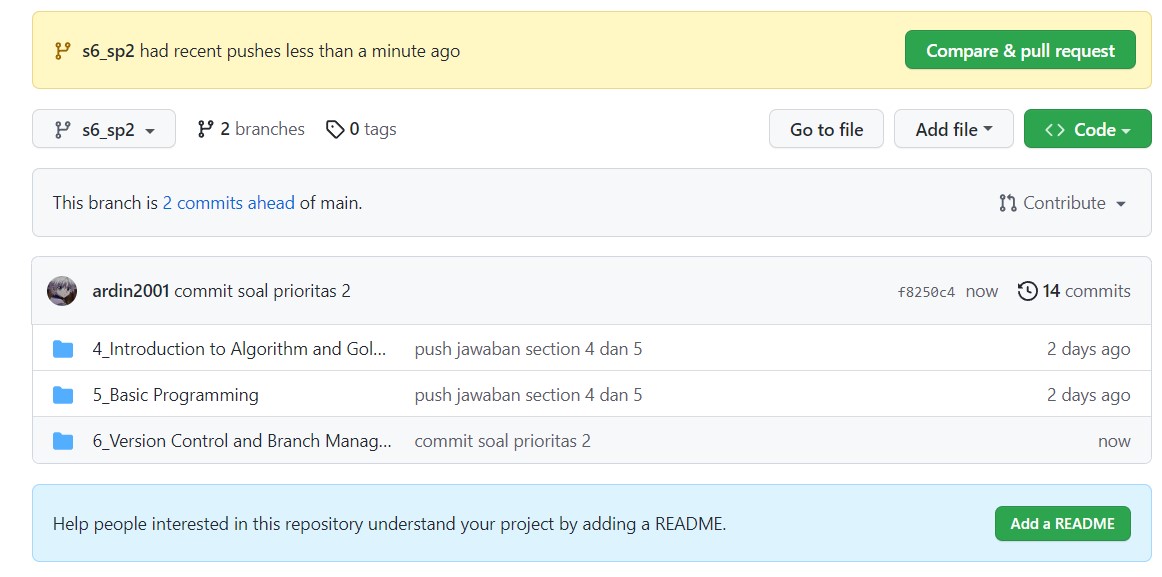 s6_sp2 had recent pushes less than a minute ago Compare & pull request
s6_sp2 2 branches 0 tags Go to file Add file Code
This branch is 2 commits ahead of main. Contribute
ardin2001 commit soal prioritas 2 f8250c4 now 14 commits
4_Introduction to Algorithm and Gol... push jawaban section 4 dan 5 2 days ago
5_Basic Programming push jawaban section 4 dan 5 2 days ago
6_Version Control and Branch Manag... commit soal prioritas 2 now
Help people interested in this repository understand your project by adding a README. Add a README